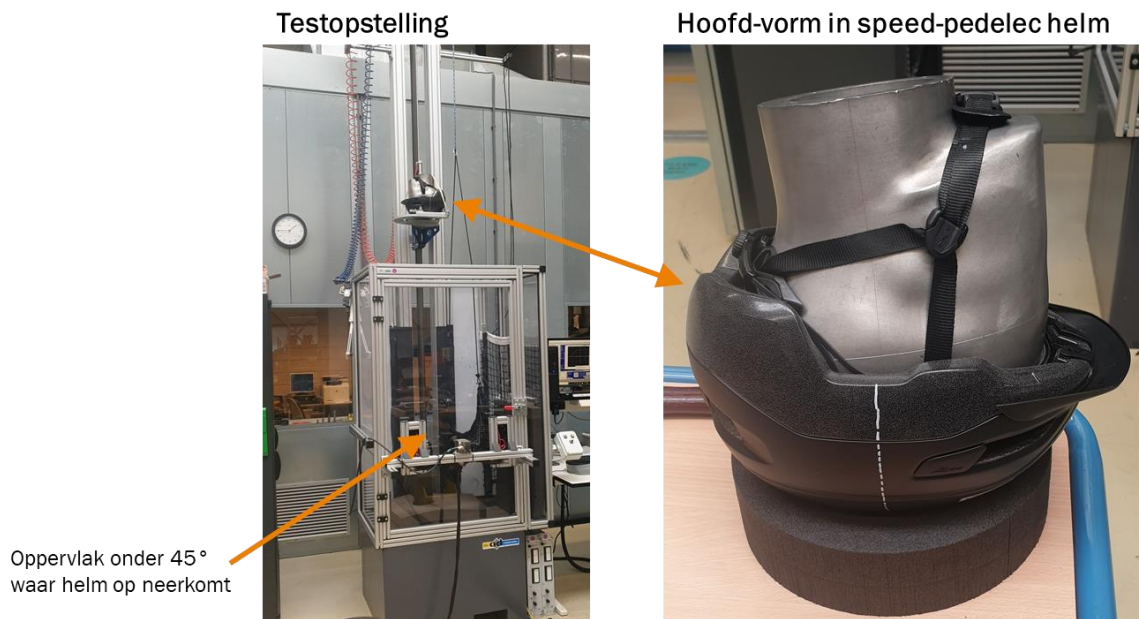 Testopstelling
Hoofd-vorm in speed-pedelec helm
Oppervlak onder 45°
waar helm op neerkomt